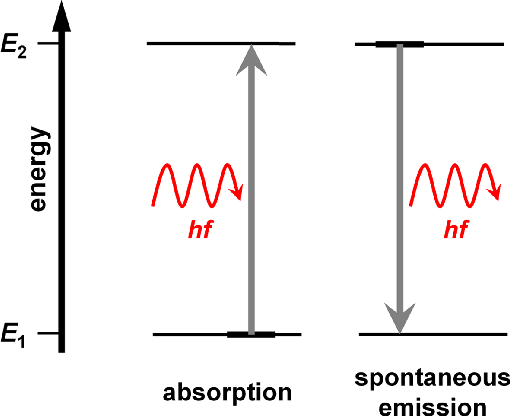 E2
energy
hf
hf
E1
absorption
spontaneous
emission